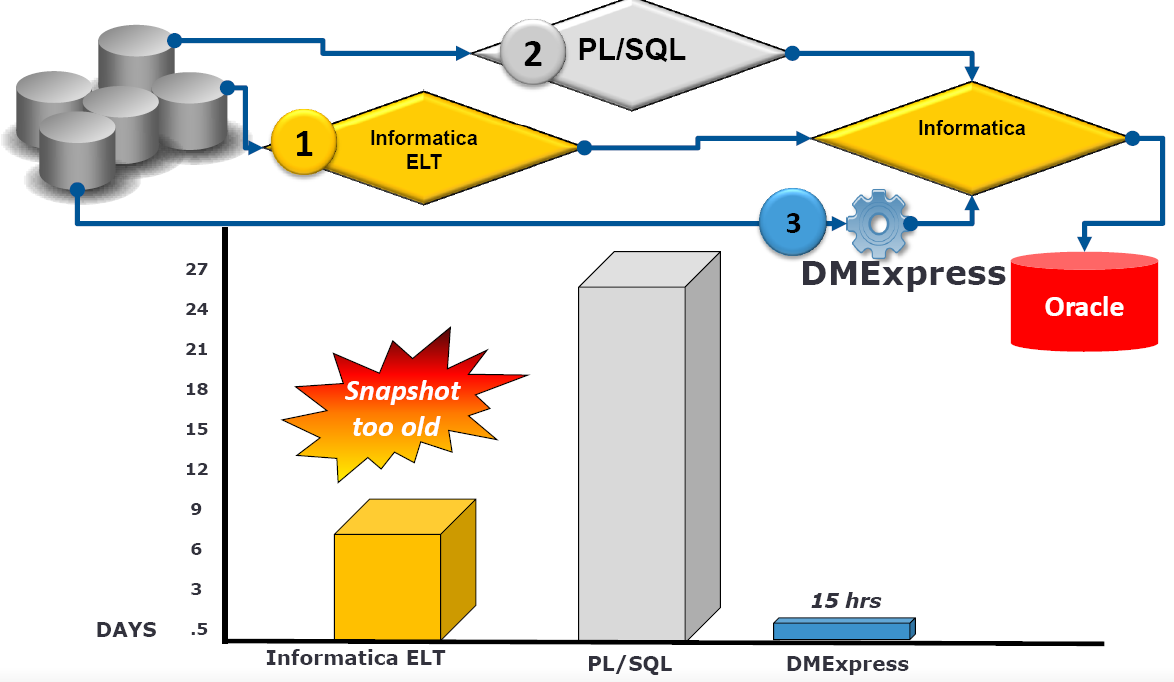 2
PL/SQL
1
Informatica
ELT
Informatica
3
DMExpress
Oracle
27
24
21
18
15
12
9
6
3
DAYS .5
Snapshot
too old
15 hrs
Informatica ELT
PL/SQL
DMExpress